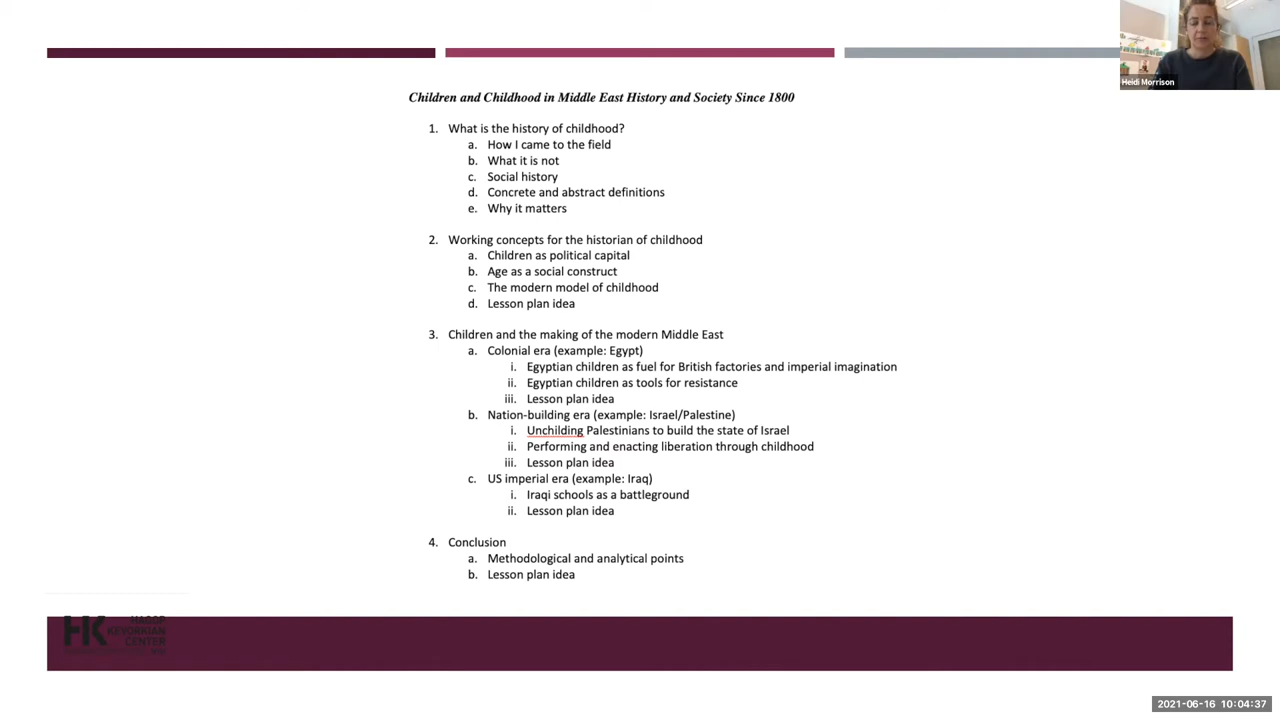 Heidi Morrison
Children and Childhood in Middle East History and Society Since 1800
1. What is the history of childhood?
a. How I came to the field
b. What it is not
c. Social history
d. Concrete and abstract definitions
e. Why it matters
2. Working concepts for the historian of childhood
a. Children as political capital
b. Age as a social construct
c. The modern model of childhood
d. Lesson plan idea
3. Children and the making of the modern Middle East
a. Colonial era (example: Egypt)
i. Egyptian children as fuel for British factories and imperial imagination
ii. Egyptian children as tools for resistance
iii. Lesson plan idea
b. Nation-building era (example: Israel/Palestine)
i. Unchilding Palestinians to build the state of Israel
ii. Performing and enacting liberation through childhood
iii. Lesson plan idea
c. US imperial era (example: Iraq)
i. Iraqi schools as a battleground
ii. Lesson plan idea
4. Conclusion
a. Methodological and analytical points
b. Lesson plan idea
HK HAGOP
KEVORKIAN
CENTER
2021-06-16 10:04:37